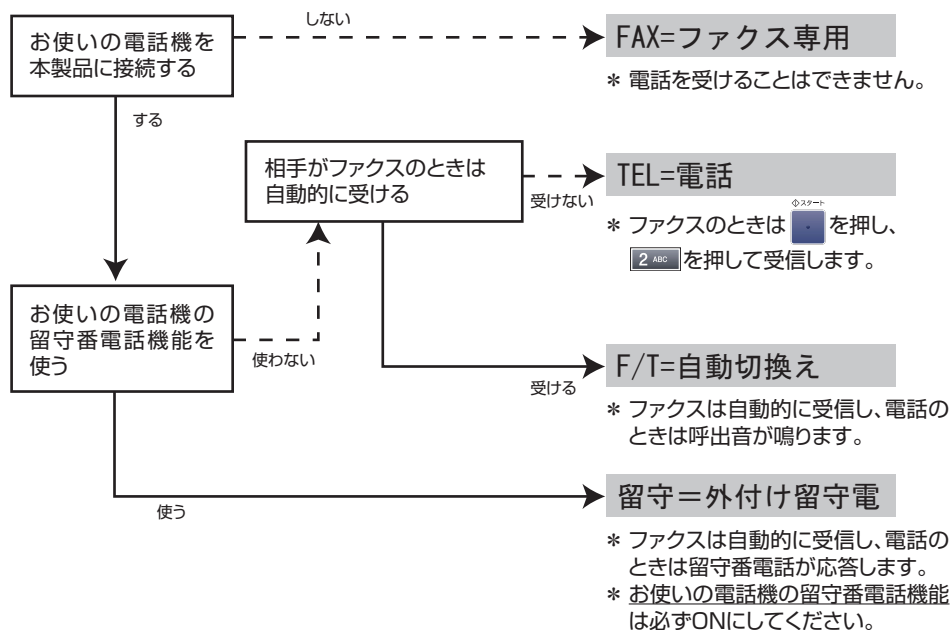 しない
お使いの電話機を
本製品に接続する
FAX=ファクス専用
* 電話を受けることはできません。
する
相手がファクスのときは
自動的に受ける
受けない
TEL=電話
◇スタート
* ファクスのときは を押し、
2 ABC を押して受信します。
お使いの電話機の
留守番電話機能を
使う
使わない
受ける
F/T=自動切換え
* ファクスは自動的に受信し、電話の
ときは呼出音が鳴ります。
使う
留守=外付け留守電
* ファクスは自動的に受信し、電話の
ときは留守番電話が応答します。
* お使いの電話機の留守番電話機能
は必ずONにしてください。